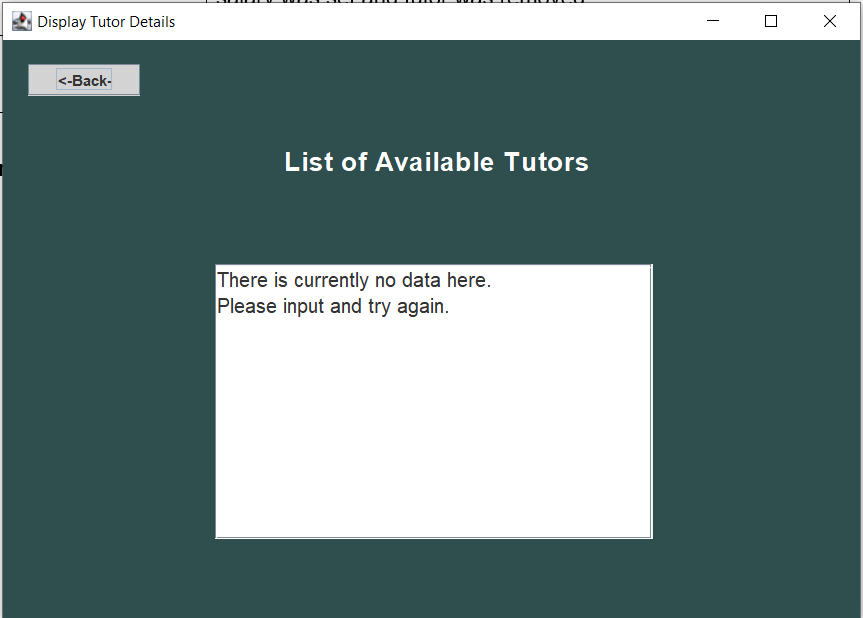 Display Tutor Details
<-Back-
List of Available Tutors
There is currently no data here.
Please input and try again.